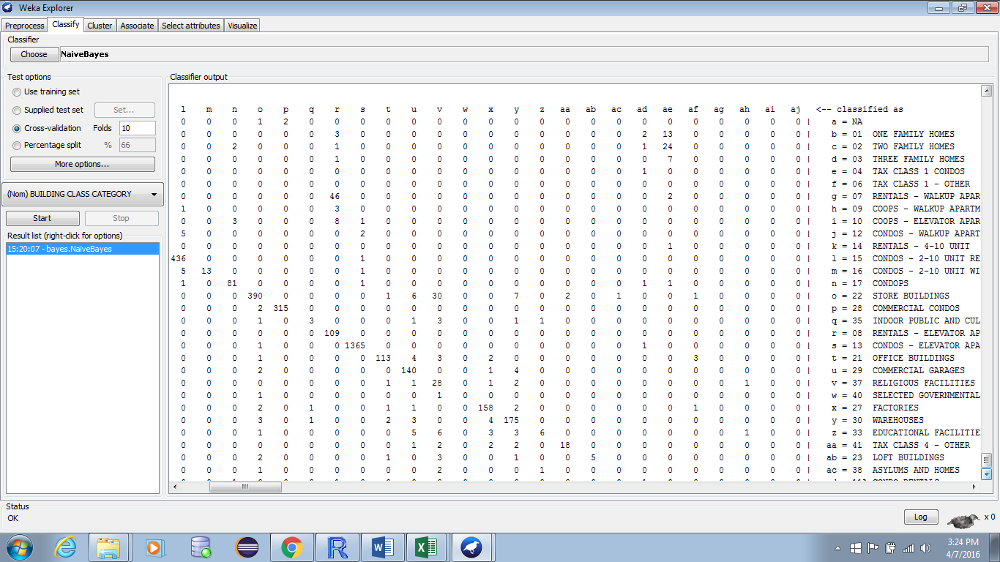 Weka Explorer
Preprocess Classify Cluster Associate Select attributes Visualize
Classifier
Choose NaiveBayes
Test options
Use training set
Supplied test set Set...
Cross-validation Folds 10
Percentage split % 66
More options...
(Nom) BUILDING CLASS CATEGORY
Start Stop
Result list (right-click for options)
15:20:07 - bayes.NaiveBayes
Classifier output
l m n o p q r s t u v w x y z aa ab ac ad ae af ag ah ai aj <-- classified as
0 0 0 1 2 0 0 0 0 0 0 0 0 0 0 0 0 0 0 0 0 0 0 0 0 | a = NA
0 0 0 0 0 0 3 0 0 0 0 0 0 0 0 0 0 0 2 13 0 0 0 0 0 | b = 01 ONE FAMILY HOMES
0 0 2 0 0 0 1 0 0 0 0 0 0 0 0 0 0 0 1 24 0 0 0 0 0 | c = 02 TWO FAMILY HOMES
0 0 0 0 0 0 1 0 0 0 0 0 0 0 0 0 0 0 0 7 0 0 0 0 0 | d = 03 THREE FAMILY HOMES
0 0 0 0 0 0 0 0 0 0 0 0 0 0 0 0 0 0 1 0 0 0 0 0 0 | e = 04 TAX CLASS 1 CONDOS
0 0 0 0 0 0 0 0 0 0 0 0 0 0 0 0 0 0 0 0 0 0 0 0 0 | f = 06 TAX CLASS 1 - OTHER
0 0 0 0 0 0 46 0 0 0 0 0 0 0 0 0 0 0 0 2 0 0 0 0 0 | g = 07 RENTALS - WALKUP APAR
1 0 0 0 0 0 3 0 0 0 0 0 0 0 0 0 0 0 0 0 0 0 0 0 0 | h = 09 COOPS - WALKUP APARTM
0 0 3 0 0 0 8 1 0 0 0 0 0 0 0 0 0 0 0 0 0 0 0 0 0 | i = 10 COOPS - ELEVATOR APAR
5 0 0 0 0 0 0 2 0 0 0 0 0 0 0 0 0 0 0 0 0 0 0 0 0 | j = 12 CONDOS - WALKUP APART
0 0 0 0 0 0 0 0 0 0 0 0 0 0 0 0 0 0 0 1 0 0 0 0 0 | k = 14 RENTALS - 4-10 UNIT
436 0 0 0 0 0 0 1 0 0 0 0 0 0 0 0 0 0 0 0 0 0 0 0 0 | l = 15 CONDOS - 2-10 UNIT RE
5 13 0 0 0 0 0 1 0 0 0 0 0 0 0 0 0 0 0 0 0 0 0 0 0 | m = 16 CONDOS - 2-10 UNIT WI
1 0 81 0 0 0 0 1 0 0 0 0 0 0 0 0 0 0 1 1 0 0 0 0 0 | n = 17 CONDOPS
0 0 0 390 0 0 0 0 1 6 30 0 0 7 0 2 0 1 0 0 1 0 0 0 0 | o = 22 STORE BUILDINGS
0 0 0 2 315 0 0 0 0 0 0 0 0 0 0 0 0 0 0 0 0 0 0 0 0 | p = 28 COMMERCIAL CONDOS
0 0 0 1 0 3 0 0 0 1 3 0 0 1 1 0 0 0 0 0 0 0 0 0 0 | q = 35 INDOOR PUBLIC AND CUL
0 0 0 0 0 0 109 0 0 0 0 0 0 0 0 0 0 0 0 0 0 0 0 0 0 | r = 08 RENTALS - ELEVATOR AP
0 0 0 1 0 0 0 1365 0 0 0 0 0 0 0 0 0 0 1 0 0 0 0 0 0 | s = 13 CONDOS - ELEVATOR APA
0 0 0 1 0 0 0 0 113 4 3 0 2 0 0 0 0 0 0 0 3 0 0 0 0 | t = 21 OFFICE BUILDINGS
0 0 0 2 0 0 0 0 0 140 0 0 1 4 0 0 0 0 0 0 0 0 0 0 0 | u = 29 COMMERCIAL GARAGES
0 0 0 0 0 0 0 0 1 1 28 0 1 2 0 0 0 0 0 0 0 0 1 0 0 | v = 37 RELIGIOUS FACILITIES
0 0 0 1 0 0 0 0 0 0 1 0 0 0 0 0 0 0 0 0 0 0 0 0 0 | w = 40 SELECTED GOVERNMENTAL
0 0 0 2 0 1 0 0 1 1 0 0 158 2 0 0 0 0 0 0 1 0 0 0 0 | x = 27 FACTORIES
0 0 0 3 0 1 0 0 2 3 0 0 4 175 0 0 0 0 0 0 0 0 0 0 0 | y = 30 WAREHOUSES
0 0 0 1 0 0 0 0 0 5 6 0 3 3 6 0 0 0 0 0 0 0 1 0 0 | z = 33 EDUCATIONAL FACILITIE
0 0 0 0 0 0 0 0 0 1 2 0 2 2 0 18 0 0 0 0 0 0 0 0 0 | aa = 41 TAX CLASS 4 - OTHER
0 0 0 2 0 0 0 0 1 0 3 0 0 1 0 0 5 0 0 0 0 0 0 0 0 | ab = 23 LOFT BUILDINGS
0 0 0 1 0 0 0 0 0 0 2 0 0 0 1 0 0 0 0 0 0 0 0 0 0 | ac = 38 ASYLUMS AND HOMES
Status
OK
Log x 0
3:24 PM
4/7/2016